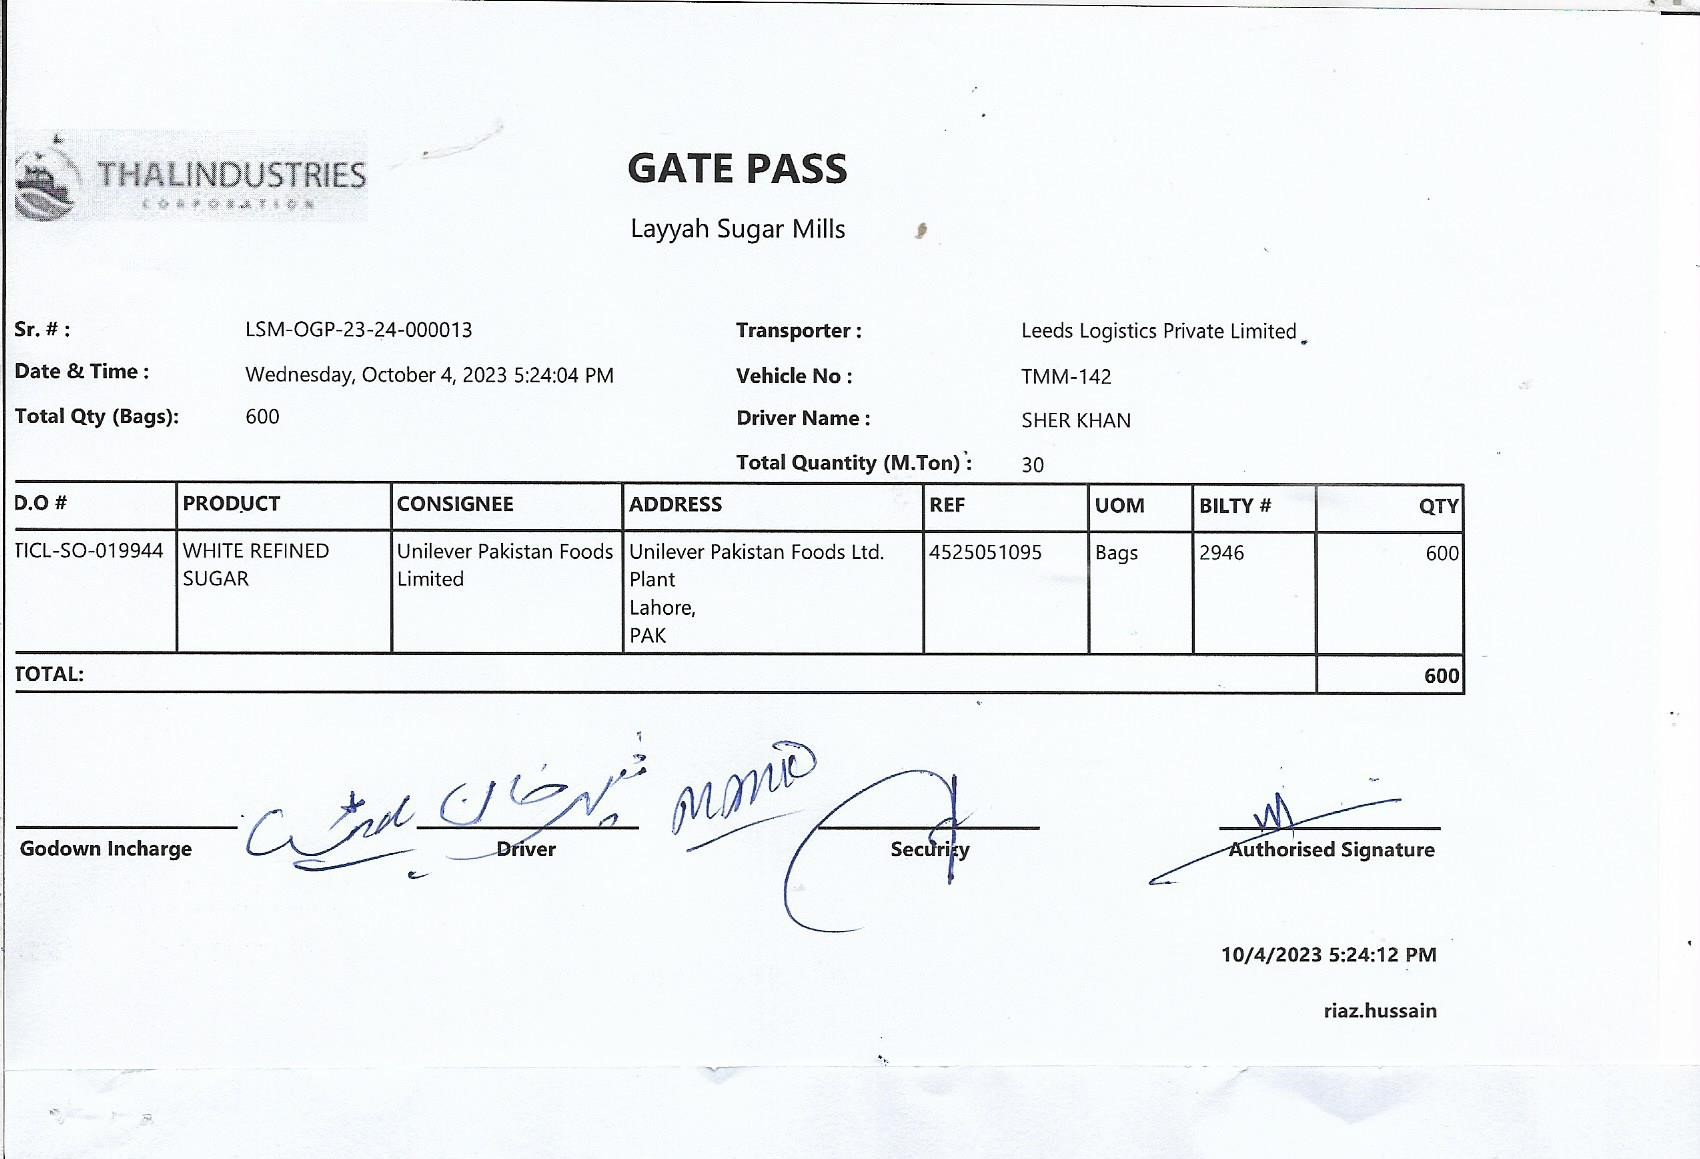 THALINDUSTRIES
CORPORATION
GATE PASS
Layyah Sugar Mills
Sr. # : LSM-OGP-23-24-000013 Transporter : Leeds Logistics Private Limited
Date & Time : Wednesday, October 4, 2023 5:24:04 PM Vehicle No : TMM-142
Total Qty (Bags): 600 Driver Name : SHER KHAN
Total Quantity (M.Ton) : 30
D.O # PRODUCT CONSIGNEE ADDRESS REF UOM BILTY # QTY
TICL-SO-019944 WHITE REFINED Unilever Pakistan Foods Unilever Pakistan Foods Ltd. 4525051095 Bags 2946 600
SUGAR Limited Plant
Lahore,
PAK
TOTAL: 600
شیر خان
Godown Incharge Driver Security Authorised Signature
10/4/2023 5:24:12 PM
riaz.hussain